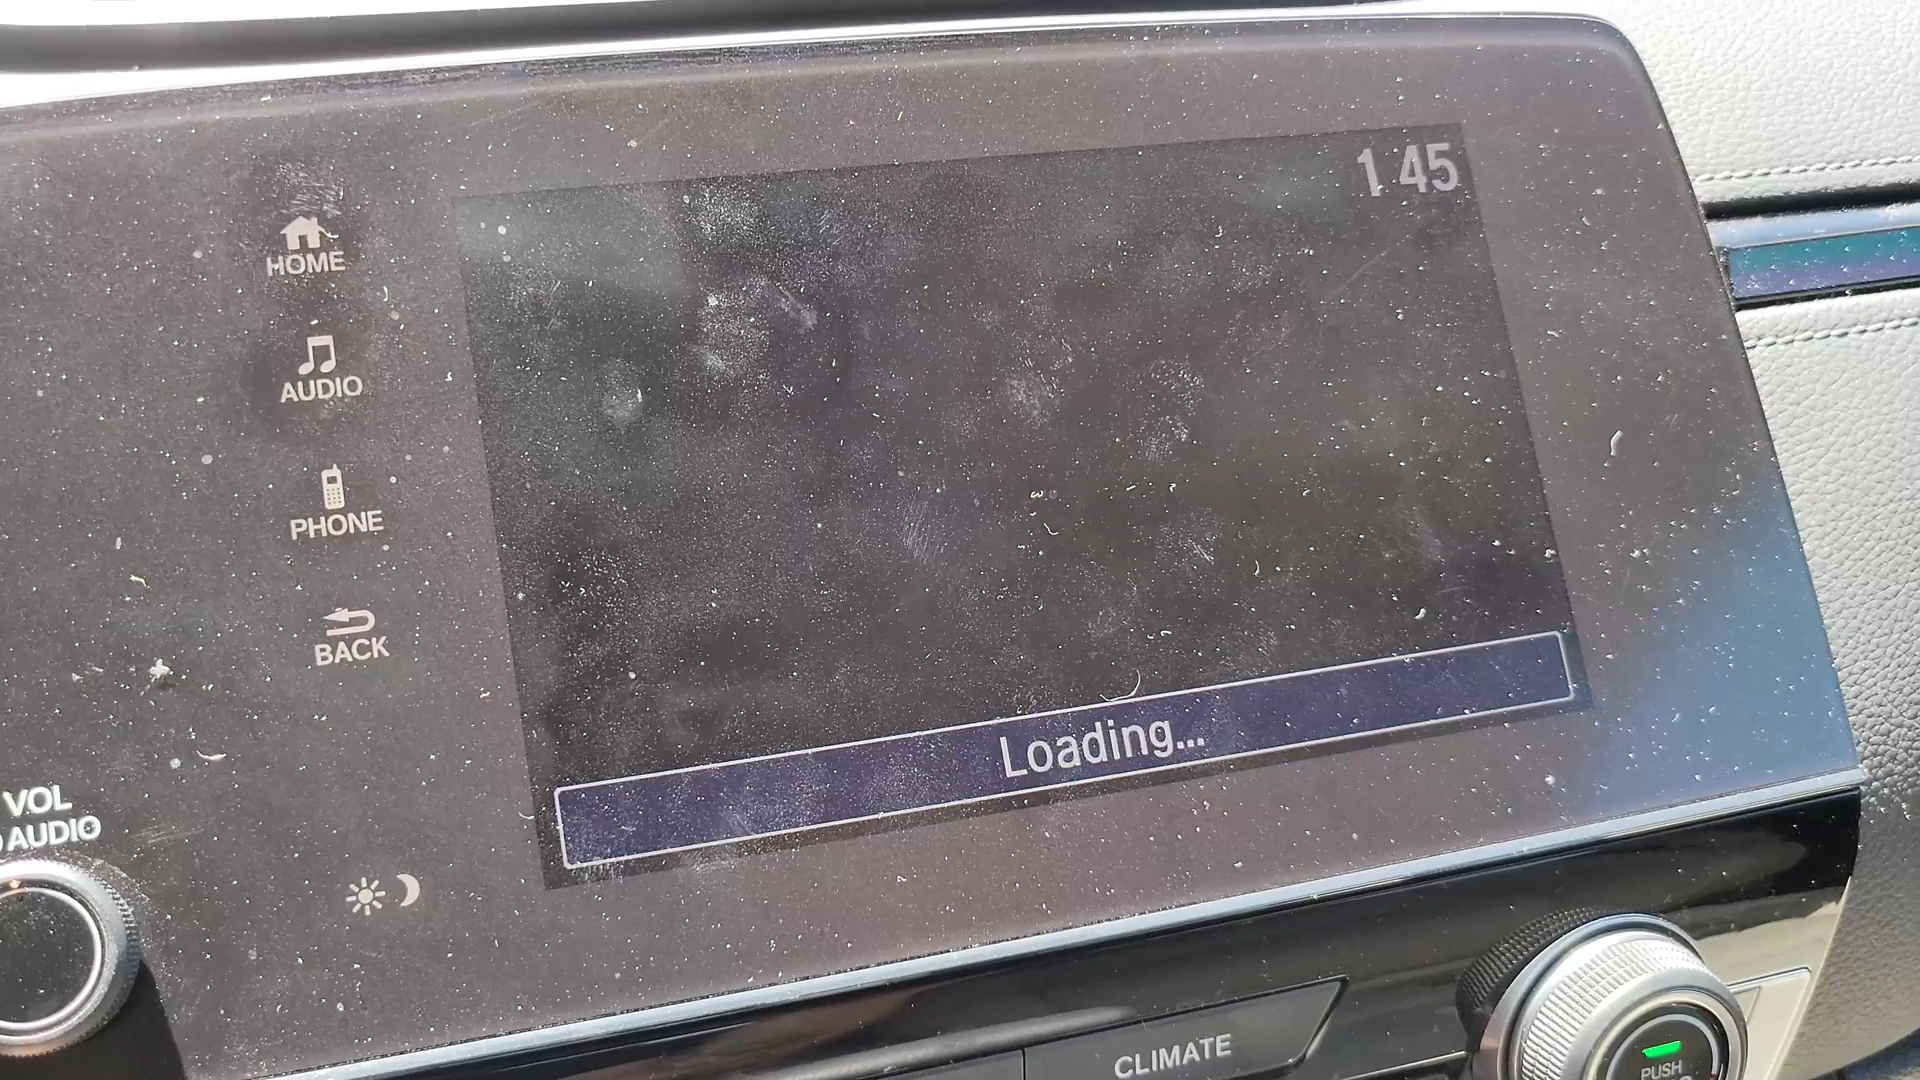 1 45
HOME
AUDIO
PHONE
BACK
Loading...
VOL
AUDIO
CLIMATE
PUSH